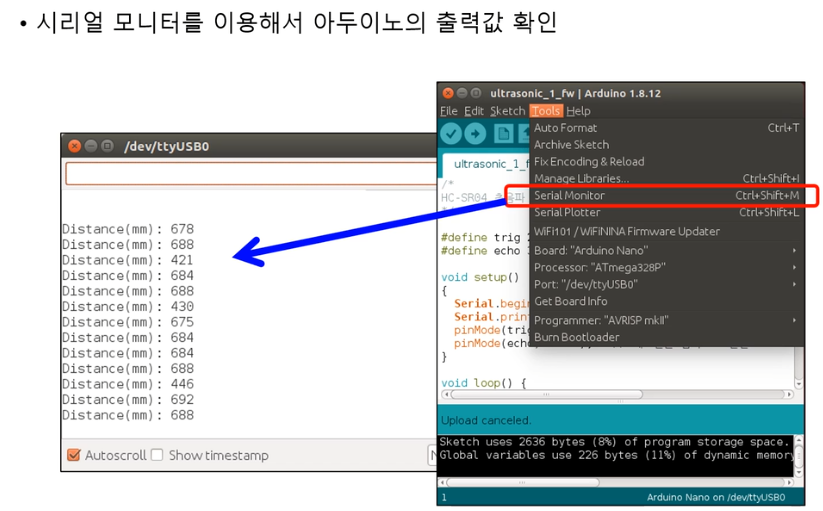 • 시리얼 모니터를 이용해서 아두이노의 출력값 확인
/dev/ttyUSB0
Distance(mm): 678
Distance(mm): 688
Distance(mm): 421
Distance(mm): 684
Distance(mm): 688
Distance(mm): 430
Distance(mm): 675
Distance(mm): 684
Distance(mm): 684
Distance(mm): 688
Distance(mm): 446
Distance(mm): 692
Distance(mm): 688
Autoscroll Show timestamp
ultrasonic_1_fw | Arduino 1.8.12
File Edit Sketch Tools Help
Auto Format Ctrl+T
Archive Sketch
Fix Encoding & Reload
Manage Libraries... Ctrl+Shift+I
Serial Monitor Ctrl+Shift+M
Serial Plotter Ctrl+Shift+L
WiFi101 / WiFiNINA Firmware Updater
Board: "Arduino Nano"
Processor: "ATmega328P"
Port: "/dev/ttyUSB0"
Get Board Info
Programmer: "AVRISP mkII"
Burn Bootloader
ultrasonic_1_f
/*
HC-SR04
#define trig
#define echo
void setup()
{
Serial.begi
Serial.prin
pinMode(tri
pinMode(ech
}
void loop() {
Upload canceled.
Sketch uses 2636 bytes (8%) of program storage space.
Global variables use 226 bytes (11%) of dynamic memory
1 Arduino Nano on /dev/ttyUSB0